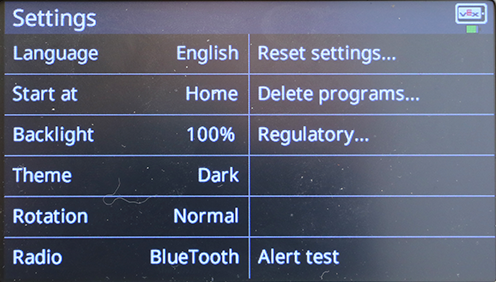 Settings
VEX
Language English Reset settings...
Start at Home Delete programs...
Backlight 100% Regulatory...
Theme Dark
Rotation Normal
Radio BlueTooth Alert test